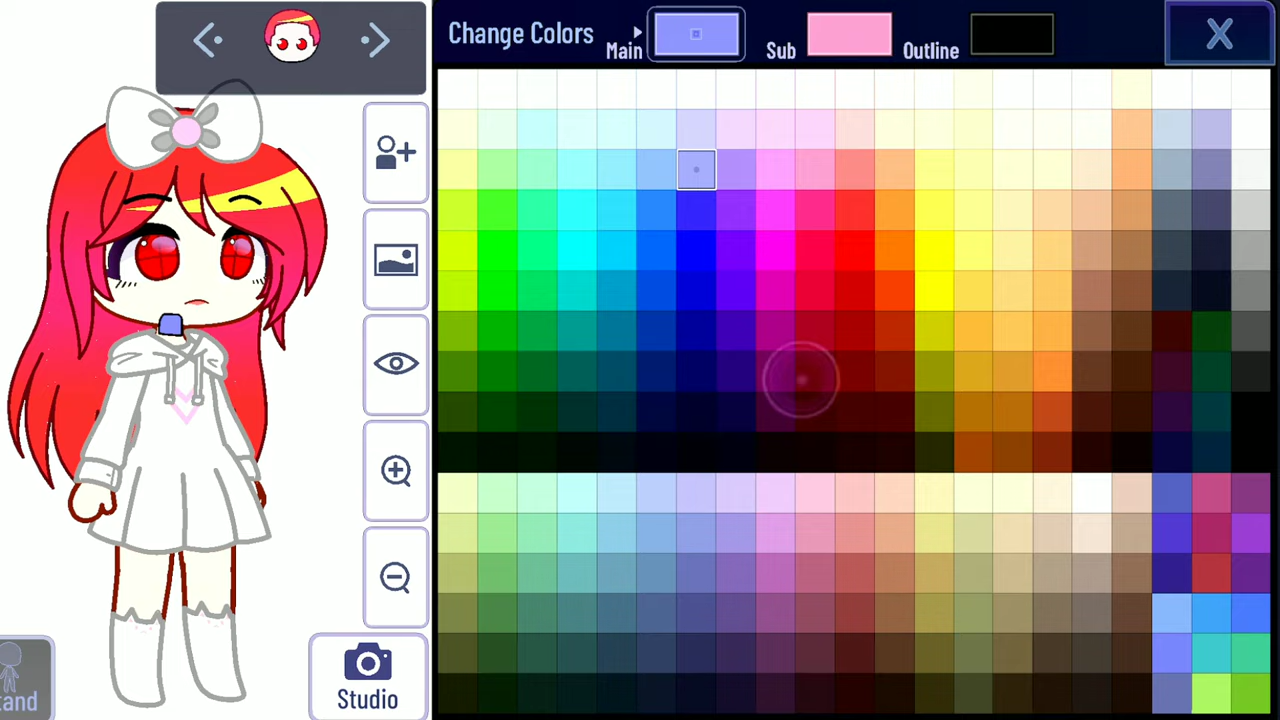 Change Colors
Main
Sub
Outline
X
Studio
tand